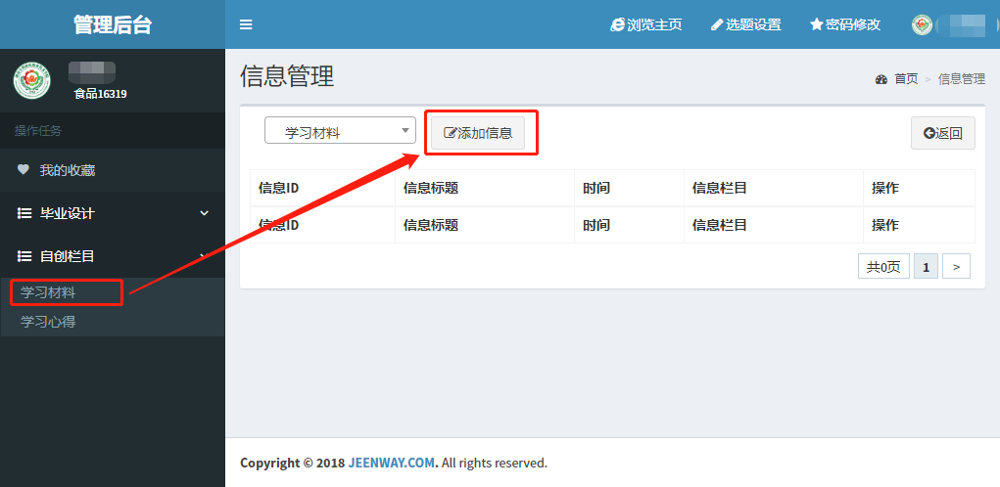 管理后台
浏览主页
选题设置
密码修改
食品16319
操作任务
我的收藏
毕业设计
自创栏目
学习材料
学习心得
信息管理
首页 > 信息管理
学习材料
添加信息
返回
信息ID 信息标题 时间 信息栏目 操作
信息ID 信息标题 时间 信息栏目 操作
共0页 1 >
Copyright © 2018 JEENWAY.COM. All rights reserved.